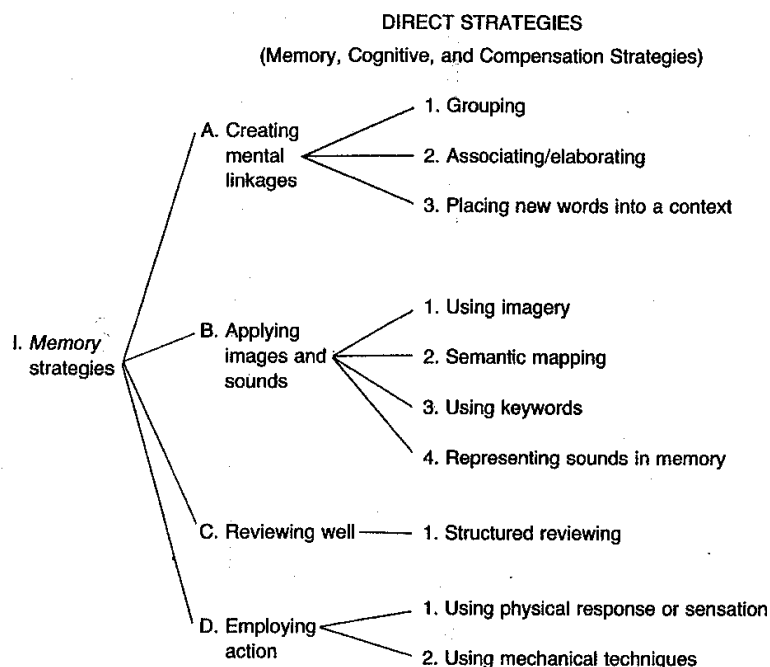 DIRECT STRATEGIES
(Memory, Cognitive, and Compensation Strategies)
I. Memory
strategies
A. Creating
mental
linkages
1. Grouping
2. Associating/elaborating
3. Placing new words into a context
B. Applying
images and
sounds
1. Using imagery
2. Semantic mapping
3. Using keywords
4. Representing sounds in memory
C. Reviewing well
1. Structured reviewing
D. Employing
action
1. Using physical response or sensation
2. Using mechanical techniques